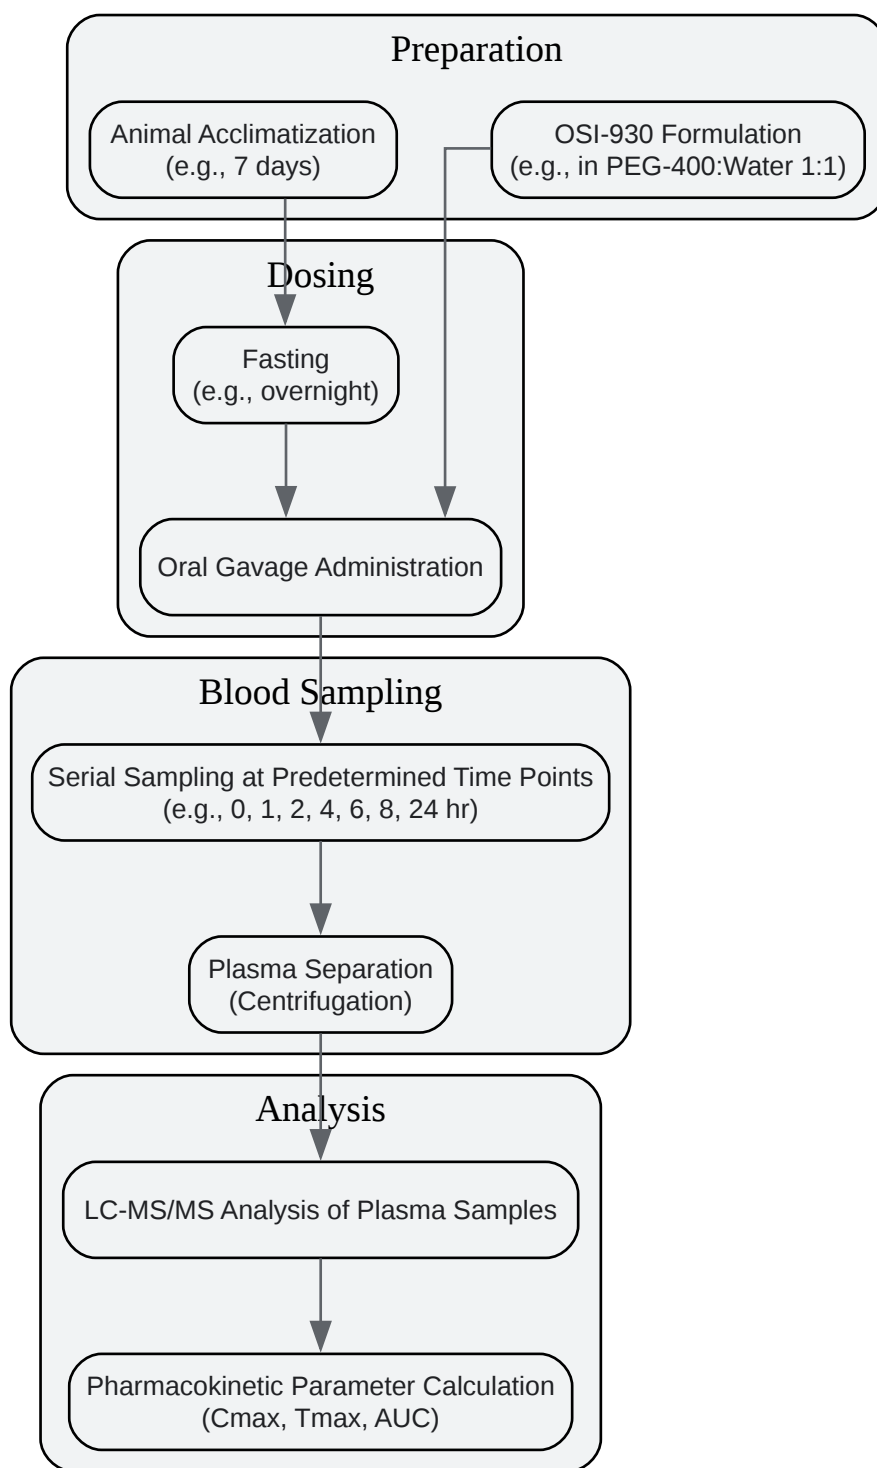 Preparation
Animal Acclimatization
(e.g., 7 days)
OSI-930 Formulation
(e.g., in PEG-400:Water 1:1)
Dosing
Fasting
(e.g., overnight)
Oral Gavage Administration
Blood Sampling
Serial Sampling at Predetermined Time Points
(e.g., 0, 1, 2, 4, 6, 8, 24 hr)
Plasma Separation
(Centrifugation)
Analysis
LC-MS/MS Analysis of Plasma Samples
Pharmacokinetic Parameter Calculation
(Cmax, Tmax, AUC)